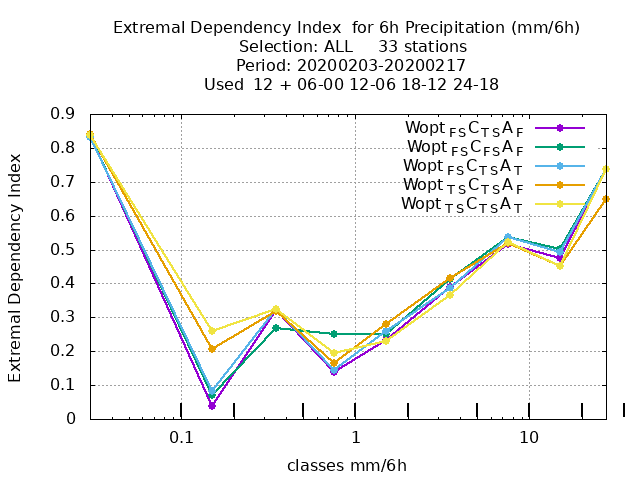 Extremal Dependency Index  for 6h Precipitation (mm/6h)
Selection: ALL     33 stations
Period: 20200203-20200217
Used  12 + 06-00 12-06 18-12 24-18
Wopt FS C TS A F
Wopt FS C FS A F
Wopt FS C TS A T
Wopt TS C TS A F
Wopt TS C TS A T
Extremal Dependency Index
0.9
0.8
0.7
0.6
0.5
0.4
0.3
0.2
0.1
0
0.1 1 10
classes mm/6h